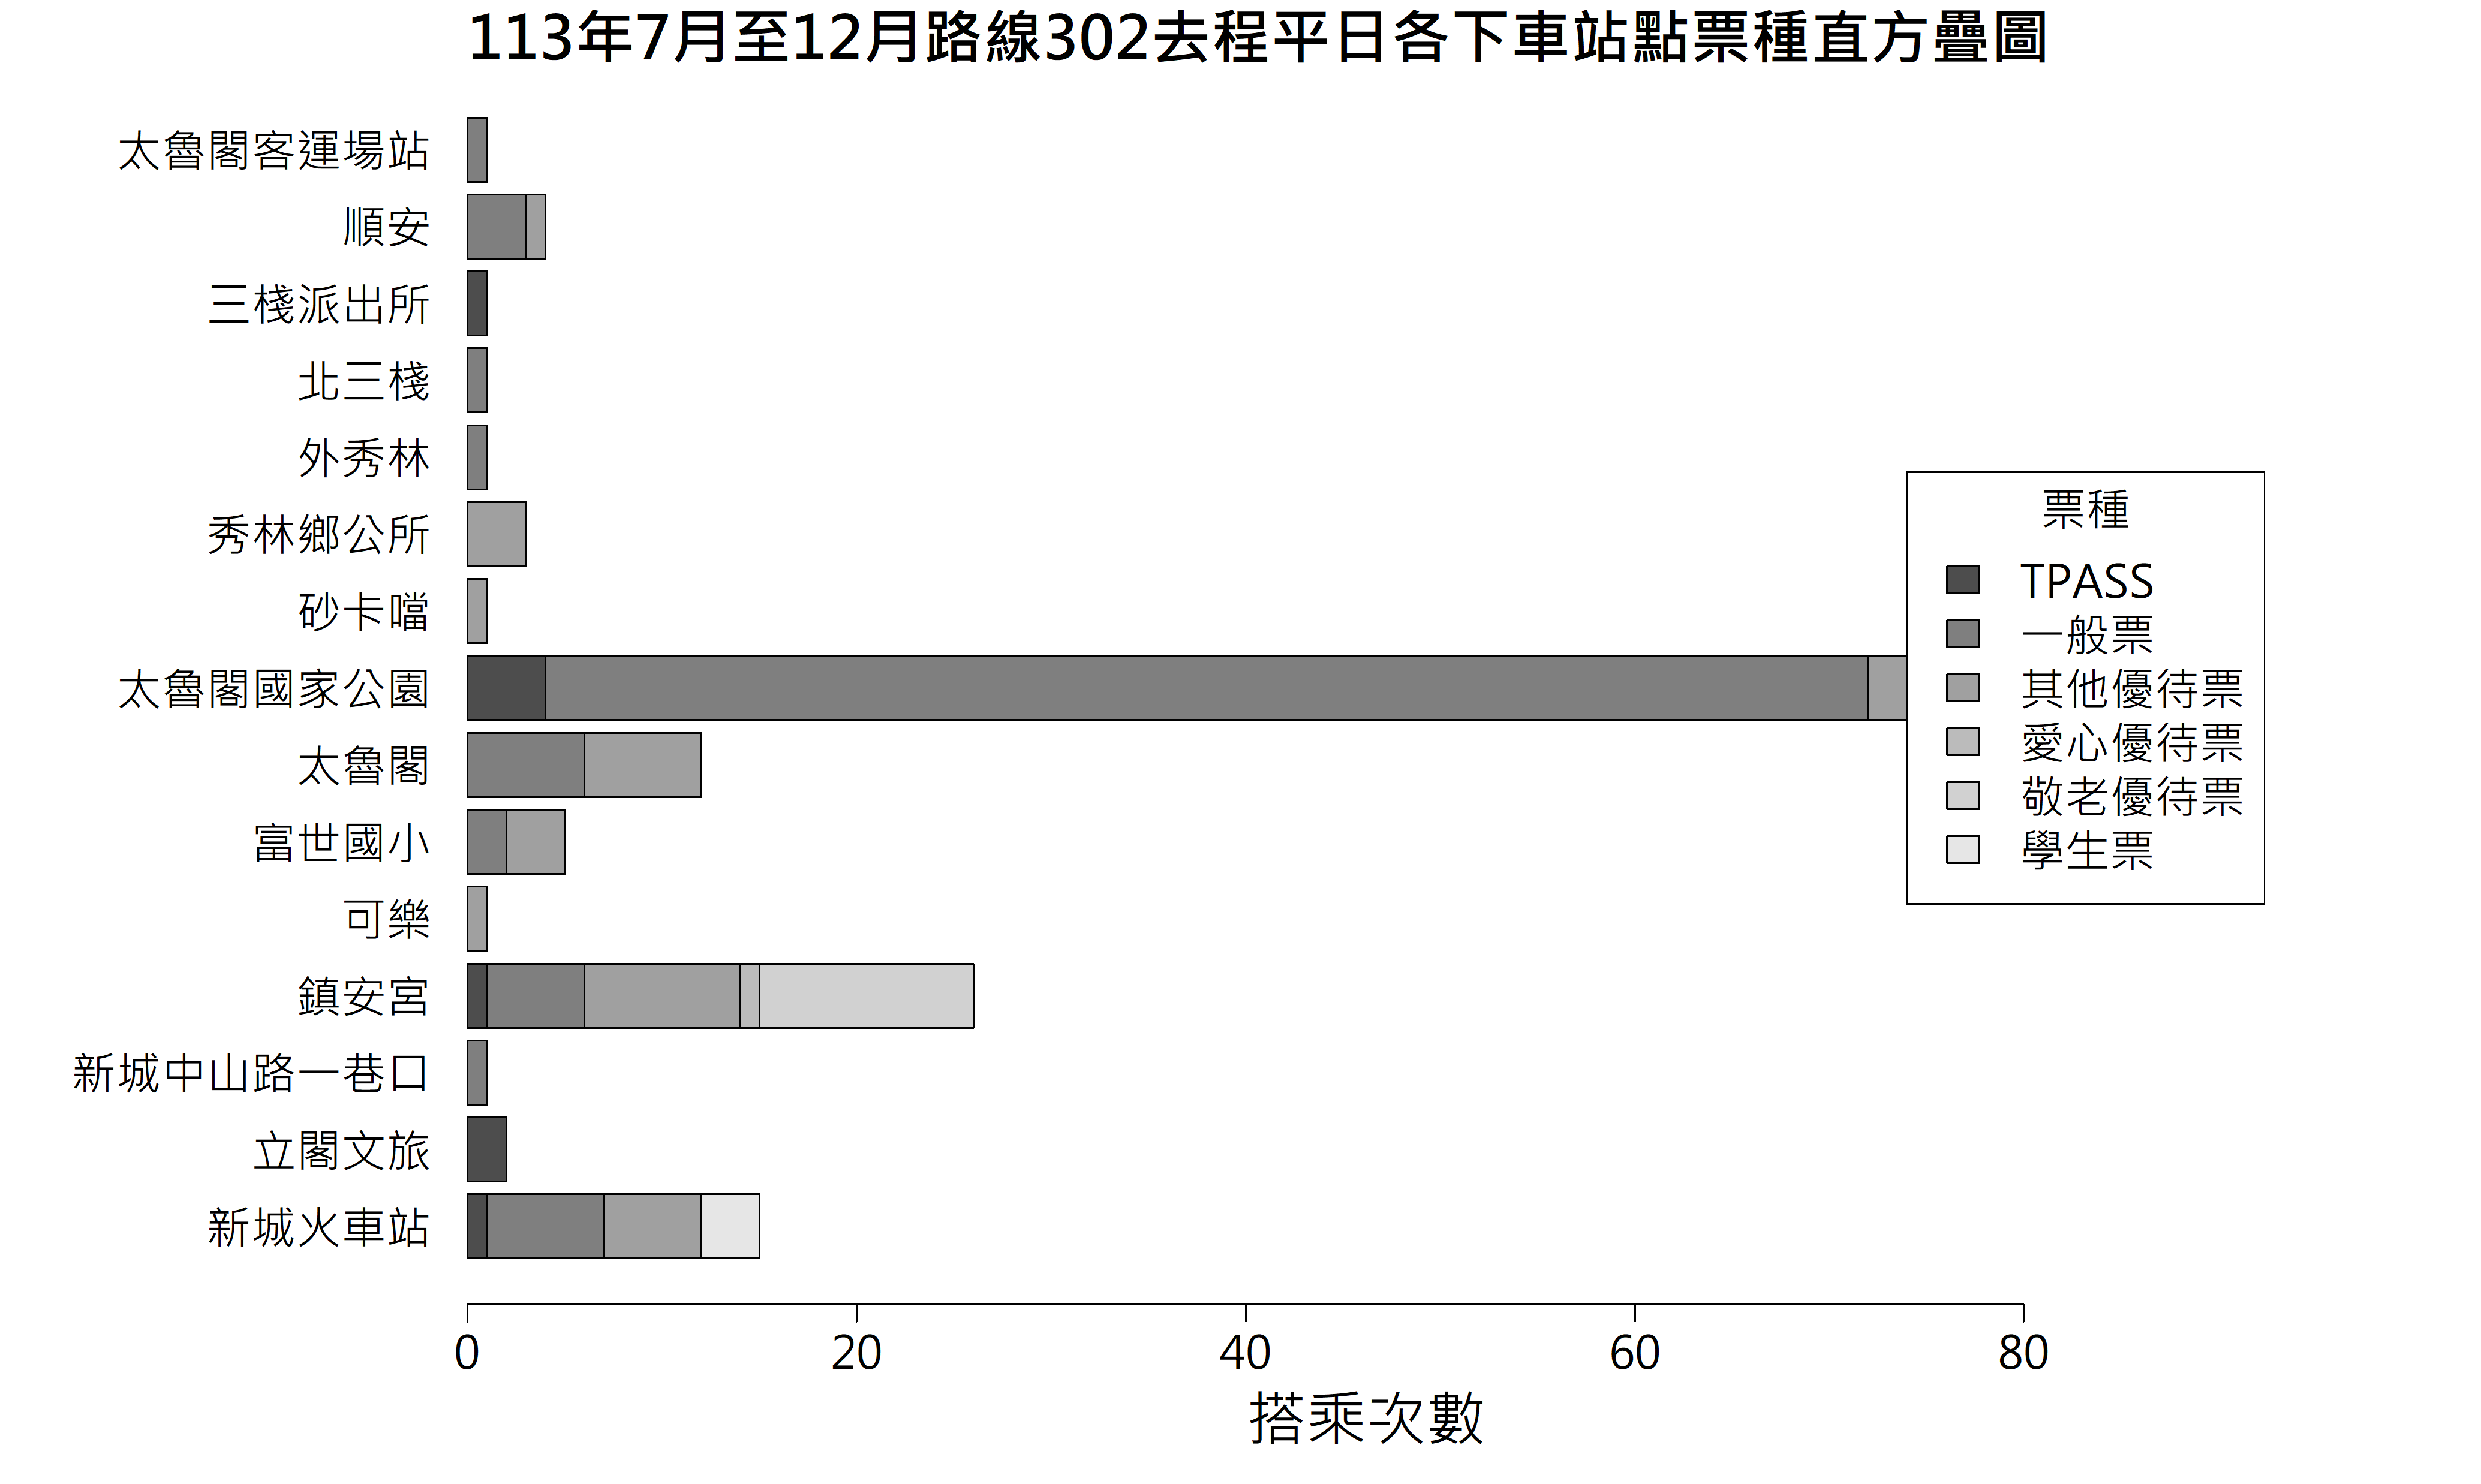 113年7月至12月路線302去程平日各下車站點票種直方疊圖
太魯閣客運場站
順安
三棧派出所
北三棧
外秀林
秀林鄉公所
砂卡噹
太魯閣國家公園
太魯閣
富世國小
可樂
鎮安宮
新城中山路一巷口
立閣文旅
新城火車站
票種
TPASS
一般票
其他優待票
愛心優待票
敬老優待票
學生票
0 20 40 60 80
搭乘次數